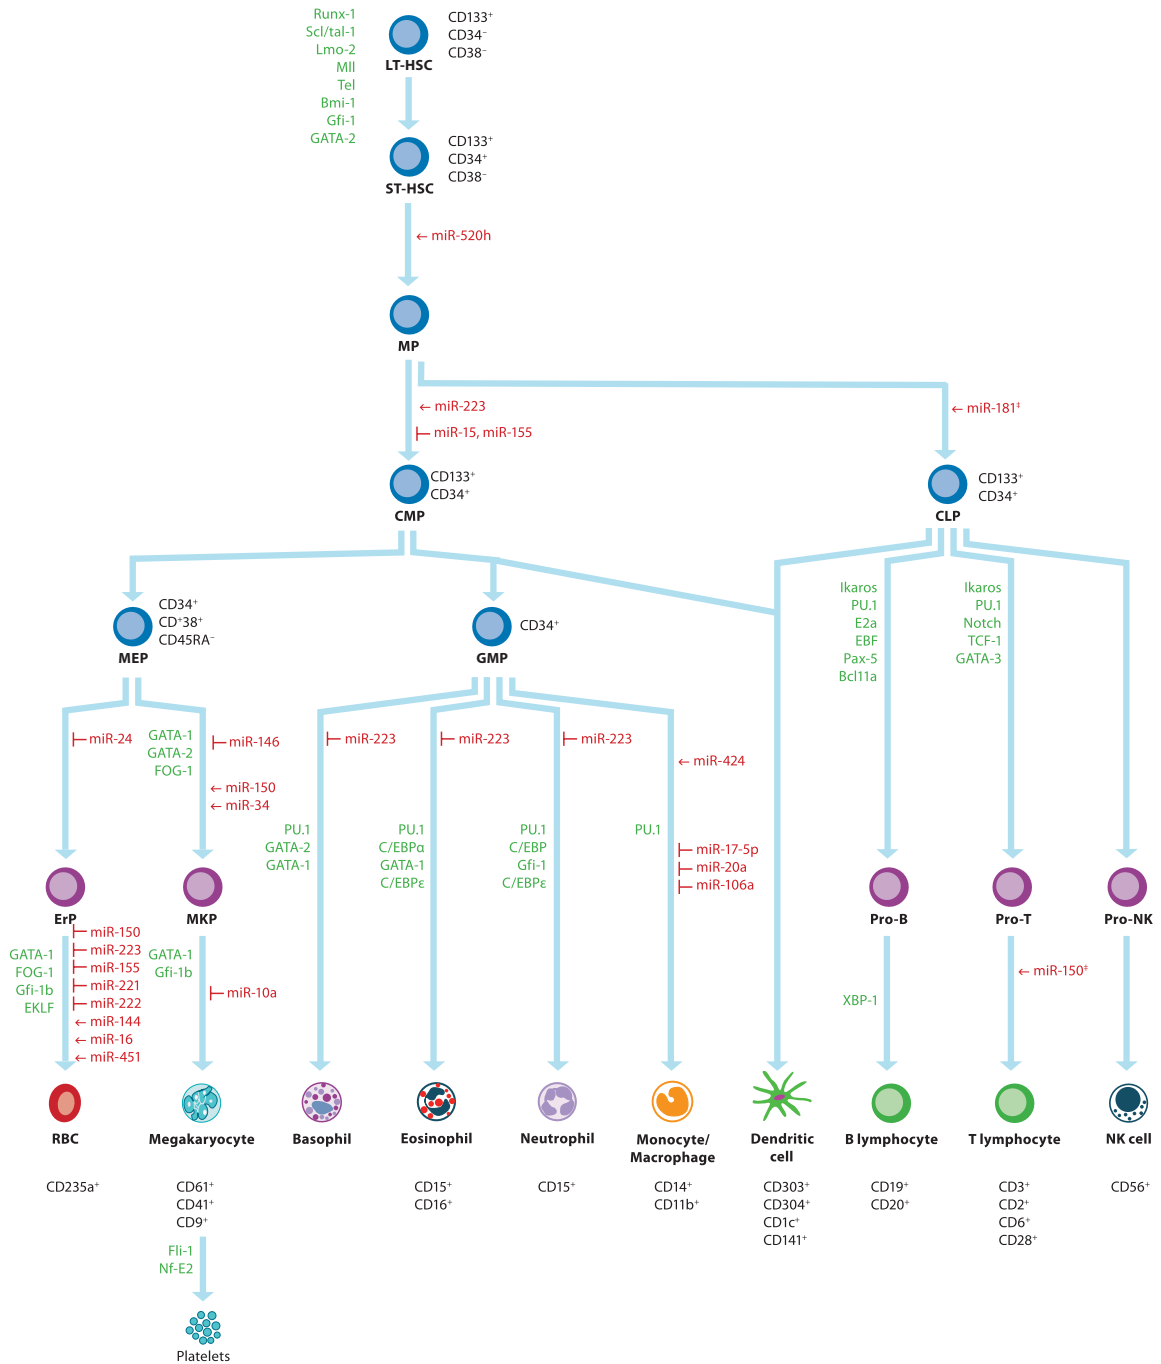 Runx-1
Scl/tal-1
Lmo-2
Mll
Tel
Bmi-1
Gfi-1
GATA-2
CD133⁺
CD34⁻
CD38⁻
LT-HSC
CD133⁺
CD34⁺
CD38⁻
ST-HSC
← miR-520h
MP
← miR-223
⊢ miR-15, miR-155
← miR-181‡
CD133⁺
CD34⁺
CMP
CD133⁺
CD34⁺
CLP
CD34⁺
CD⁺38⁺
CD45RA⁻
MEP
CD34⁺
GMP
Ikaros
PU.1
E2a
EBF
Pax-5
Bcl11a
Ikaros
PU.1
Notch
TCF-1
GATA-3
⊢ miR-24
GATA-1
GATA-2
FOG-1
⊢ miR-146
← miR-150
← miR-34
⊢ miR-223
⊢ miR-223
⊢ miR-223
← miR-424
PU.1
GATA-2
GATA-1
PU.1
C/EBPα
GATA-1
C/EBPε
PU.1
C/EBP
Gfi-1
C/EBPε
PU.1
⊢ miR-17-5p
⊢ miR-20a
⊢ miR-106a
ErP
MKP
Pro-B
Pro-T
Pro-NK
GATA-1
FOG-1
Gfi-1b
EKLF
⊢ miR-150
⊢ miR-223
⊢ miR-155
⊢ miR-221
⊢ miR-222
← miR-144
← miR-16
← miR-451
GATA-1
Gfi-1b
⊢ miR-10a
XBP-1
← miR-150‡
RBC
Megakaryocyte
Basophil
Eosinophil
Neutrophil
Monocyte/
Macrophage
Dendritic
cell
B lymphocyte
T lymphocyte
NK cell
CD235a⁺
CD61⁺
CD41⁺
CD9⁺
CD15⁺
CD16⁺
CD15⁺
CD14⁺
CD11b⁺
CD303⁺
CD304⁺
CD1c⁺
CD141⁺
CD19⁺
CD20⁺
CD3⁺
CD2⁺
CD6⁺
CD28⁺
CD56⁺
Fli-1
Nf-E2
Platelets